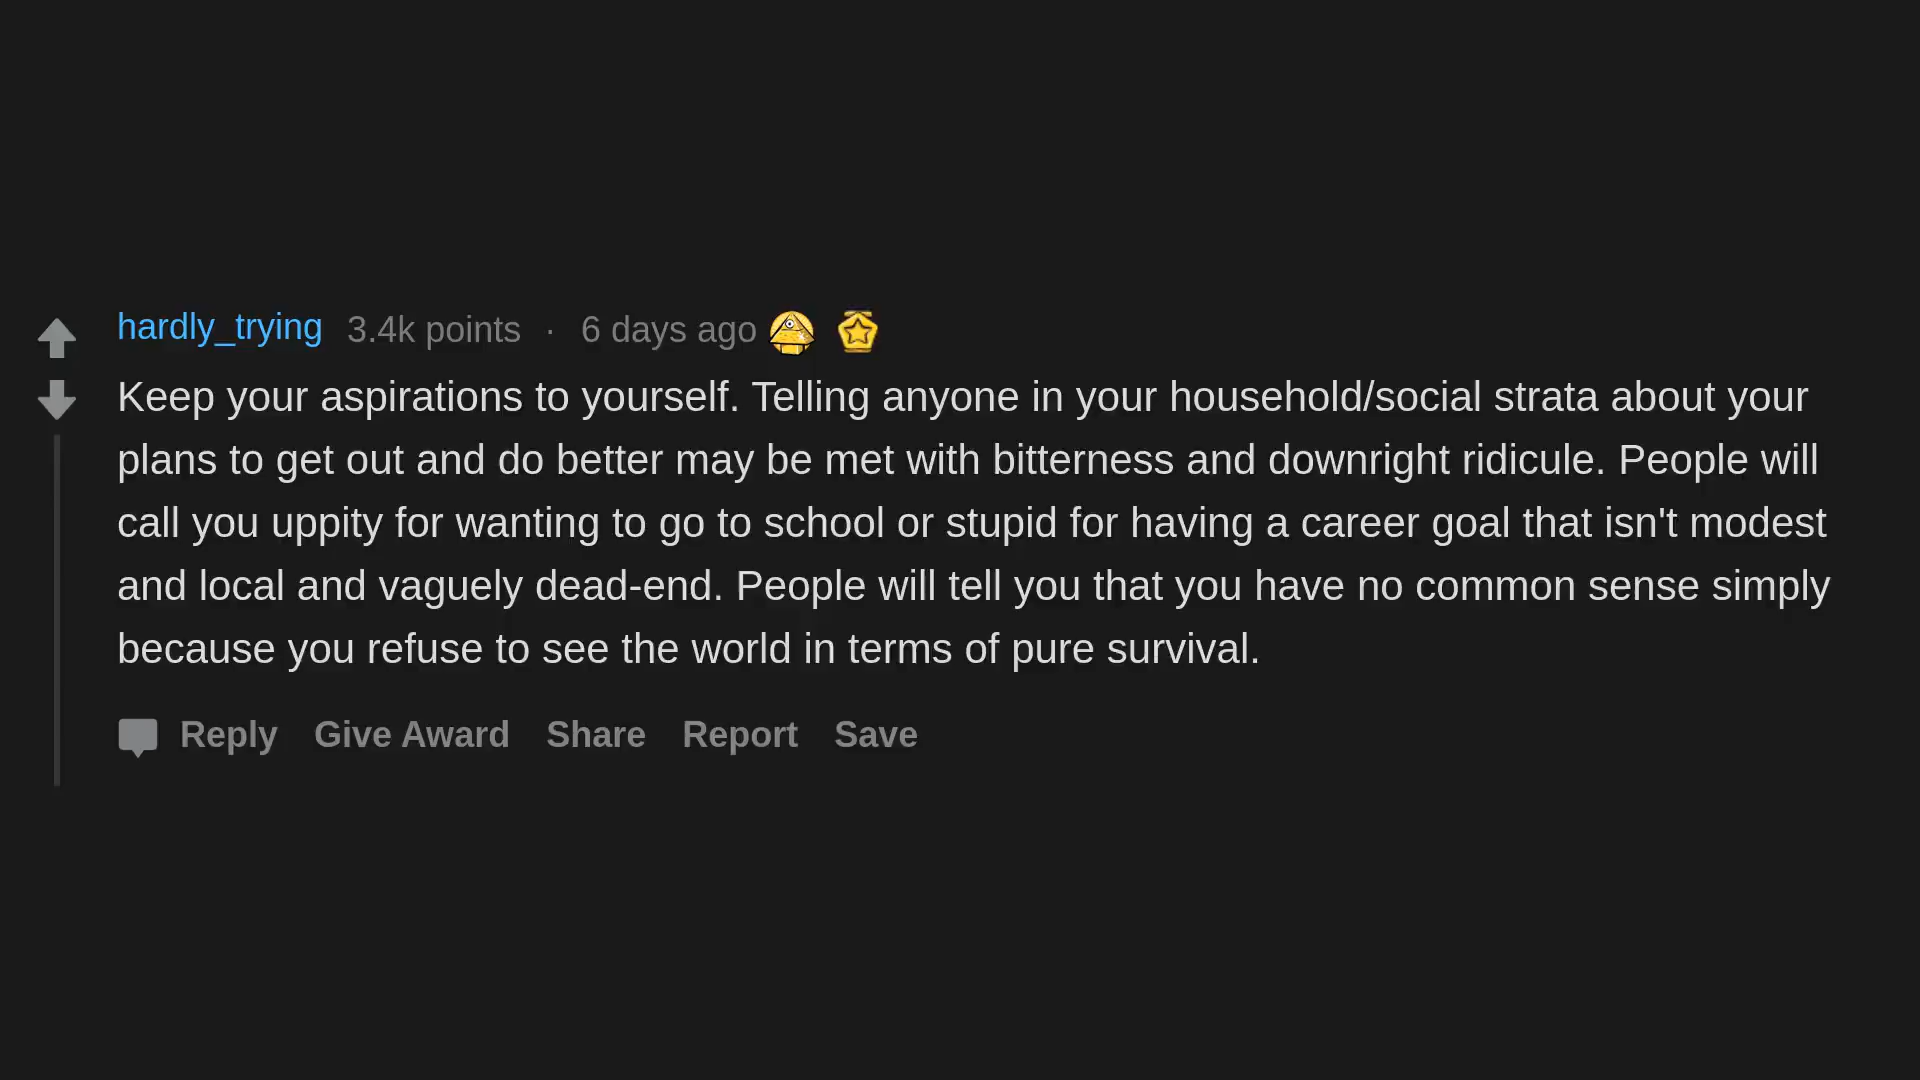 hardly_trying 3.4k points · 6 days ago
Keep your aspirations to yourself. Telling anyone in your household/social strata about your
plans to get out and do better may be met with bitterness and downright ridicule. People will
call you uppity for wanting to go to school or stupid for having a career goal that isn't modest
and local and vaguely dead-end. People will tell you that you have no common sense simply
because you refuse to see the world in terms of pure survival.
Reply Give Award Share Report Save